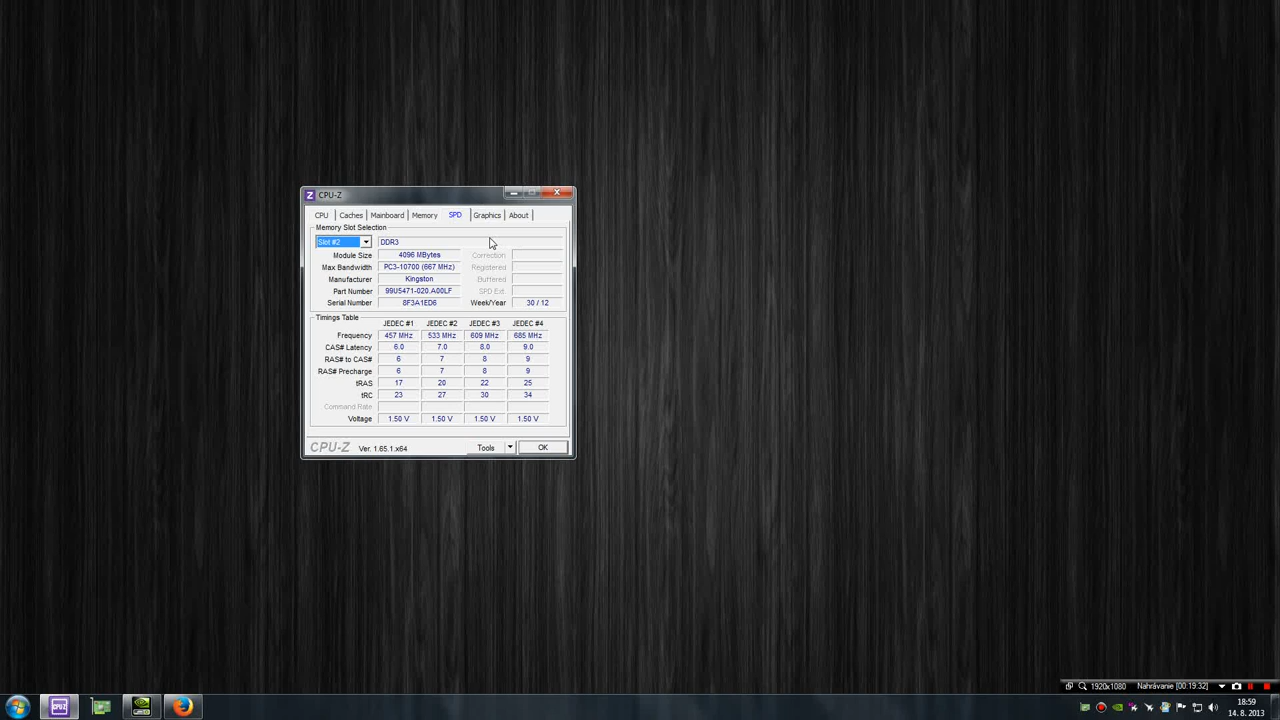 CPU-Z
CPU Caches Mainboard Memory SPD Graphics About
Memory Slot Selection
Slot #2 DDR3
Module Size 4096 MBytes Correction
Max Bandwidth PC3-10700 (667 MHz) Registered
Manufacturer Kingston Buffered
Part Number 99U5471-020.A00LF SPD Ext.
Serial Number 8F3A1ED6 Week/Year 30 / 12
Timings Table
JEDEC #1 JEDEC #2 JEDEC #3 JEDEC #4
Frequency 457 MHz 533 MHz 609 MHz 685 MHz
CAS# Latency 6.0 7.0 8.0 9.0
RAS# to CAS# 6 7 8 9
RAS# Precharge 6 7 8 9
tRAS 17 20 22 25
tRC 23 27 30 34
Command Rate
Voltage 1.50 V 1.50 V 1.50 V 1.50 V
CPU-Z Ver. 1.65.1.x64 Tools OK
1920x1080 Nahrávanie [00:19:32]
18:59
14. 8. 2013